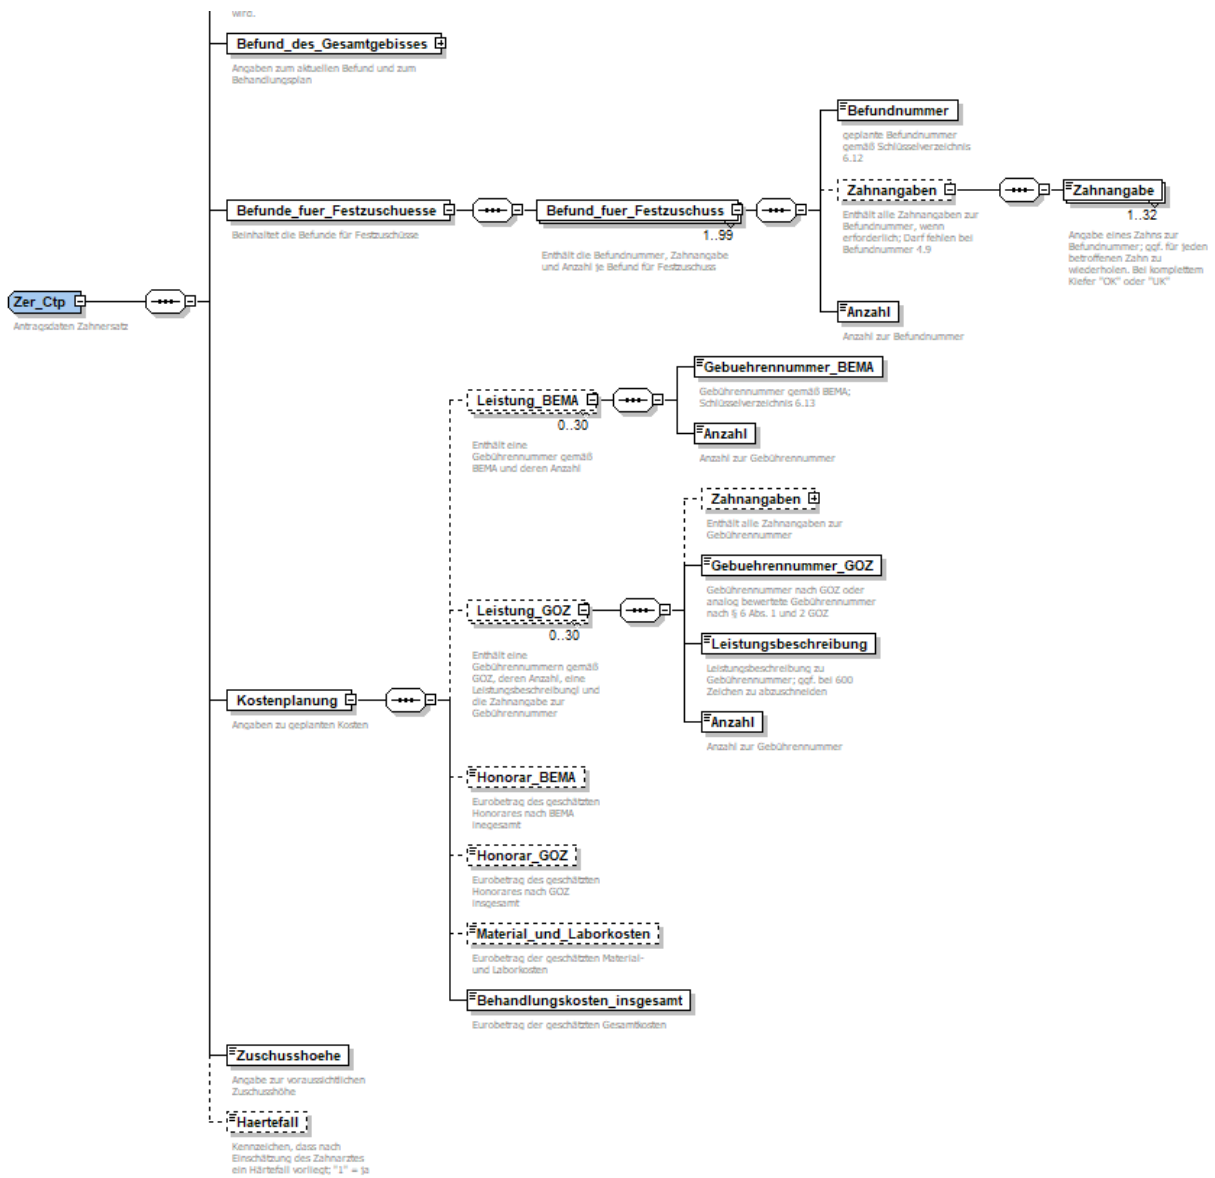 wird.
Befund_des_Gesamtgebisses
Angaben zum aktuellen Befund und zum
Behandlungsplan
Befundnummer
geplante Befundnummer
gemäß Schlüsselverzeichnis
6.12
Zahnangaben
Enthält alle Zahnangaben zur
Befundnummer, wenn
erforderlich; Darf fehlen bei
Befundnummer 4.9
Zahnangabe
1..32
Angabe eines Zahns zur
Befundnummer; ggf. für jeden
betroffenen Zahn zu
wiederholen. Bei komplettem
Kiefer "OK" oder "UK"
Befunde_fuer_Festzuschuesse
Beinhaltet die Befunde für Festzuschüsse
Befund_fuer_Festzuschuss
1..99
Enthält die Befundnummer, Zahnangabe
und Anzahl je Befund für Festzuschuss
Anzahl
Anzahl zur Befundnummer
Zer_Ctp
Antragsdaten Zahnersatz
Leistung_BEMA
0..30
Enthält eine
Gebührennummer gemäß
BEMA und deren Anzahl
Gebuehrennummer_BEMA
Gebührennummer gemäß BEMA;
Schlüsselverzeichnis 6.13
Anzahl
Anzahl zur Gebührennummer
Zahnangaben
Enthält alle Zahnangaben zur
Gebührennummer
Gebuehrennummer_GOZ
Gebührennummer nach GOZ oder
analog bewertete Gebührennummer
nach § 6 Abs. 1 und 2 GOZ
Leistung_GOZ
0..30
Enthält eine
Gebührennummern gemäß
GOZ, deren Anzahl, eine
Leistungsbeschreibungl und
die Zahnangabe zur
Gebührennummer
Leistungsbeschreibung
Leistungsbeschreibung zu
Gebührennummer; ggf. bei 600
Zeichen zu abzuschneiden
Anzahl
Anzahl zur Gebührennummer
Kostenplanung
Angaben zu geplanten Kosten
Honorar_BEMA
Eurobetrag des geschätzten
Honorares nach BEMA
inegesamt
Honorar_GOZ
Eurobetrag des geschätzten
Honorares nach GOZ
insgesamt
Material_und_Laborkosten
Eurobetrag der geschätzten Material-
und Laborkosten
Behandlungskosten_insgesamt
Eurobetrag der geschätzten Gesamtkosten
Zuschusshoehe
Angabe zur voraussichtlichen
Zuschusshöhe
Haertefall
Kennzeichen, dass nach
Einschätzung des Zahnarztes
ein Härtefall vorliegt; "1" = ja